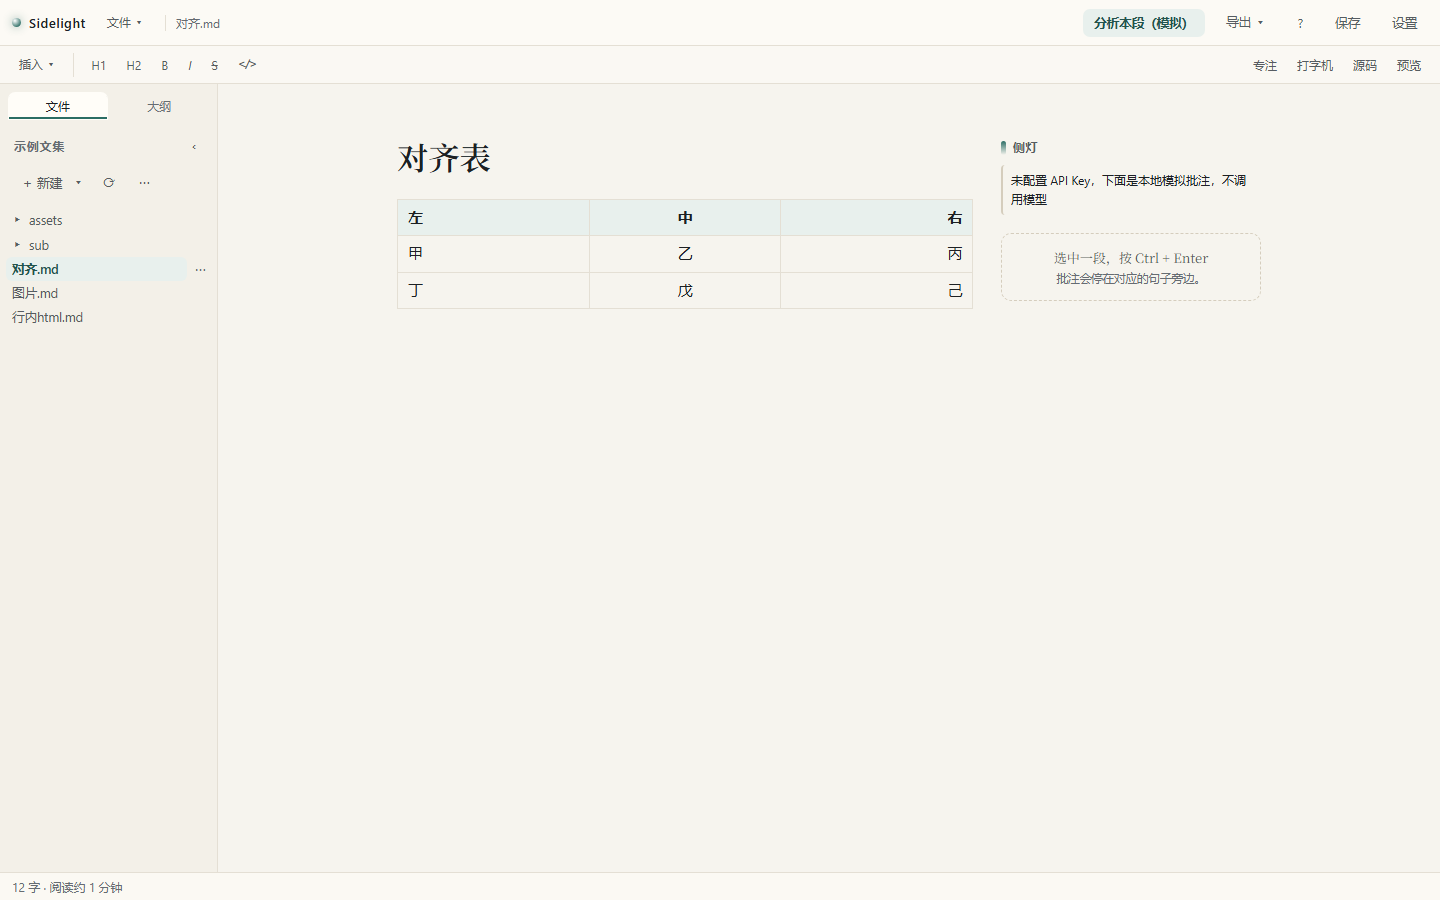 Sidelight 文件 对齐.md 分析本段（模拟） 导出 ? 保存 设置
插入 H1 H2 B I S </> 专注 打字机 源码 预览
文件 大纲
示例文集
+ 新建 ···
assets
sub
对齐.md ···
图片.md
行内html.md
对齐表
左 中 右
甲 乙 丙
丁 戊 己
侧灯
未配置 API Key，下面是本地模拟批注，不调
用模型
选中一段，按 Ctrl + Enter
批注会停在对应的句子旁边。
12 字 · 阅读约 1 分钟